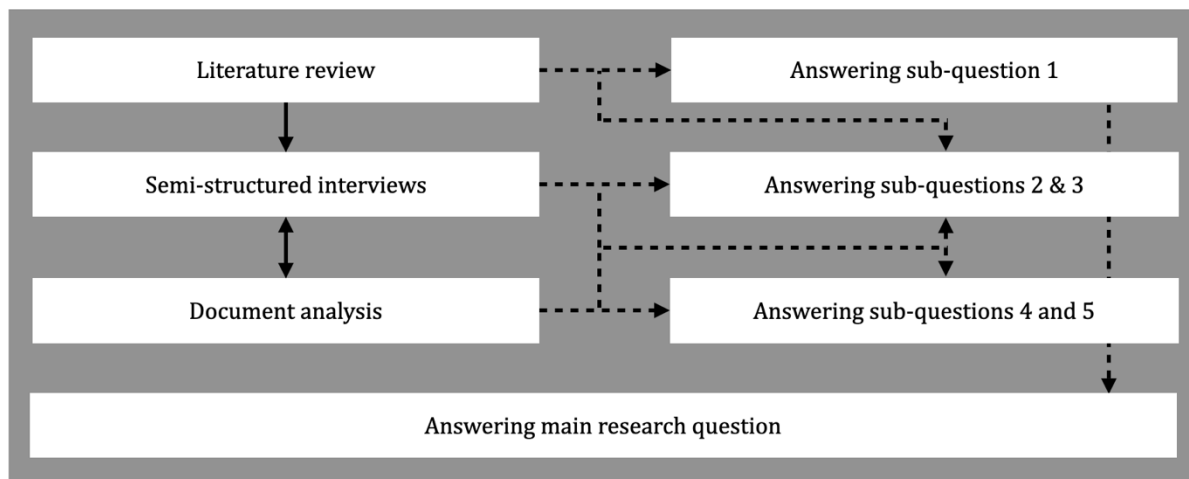 Literature review
Answering sub-question 1
Semi-structured interviews
Answering sub-questions 2 & 3
Document analysis
Answering sub-questions 4 and 5
Answering main research question